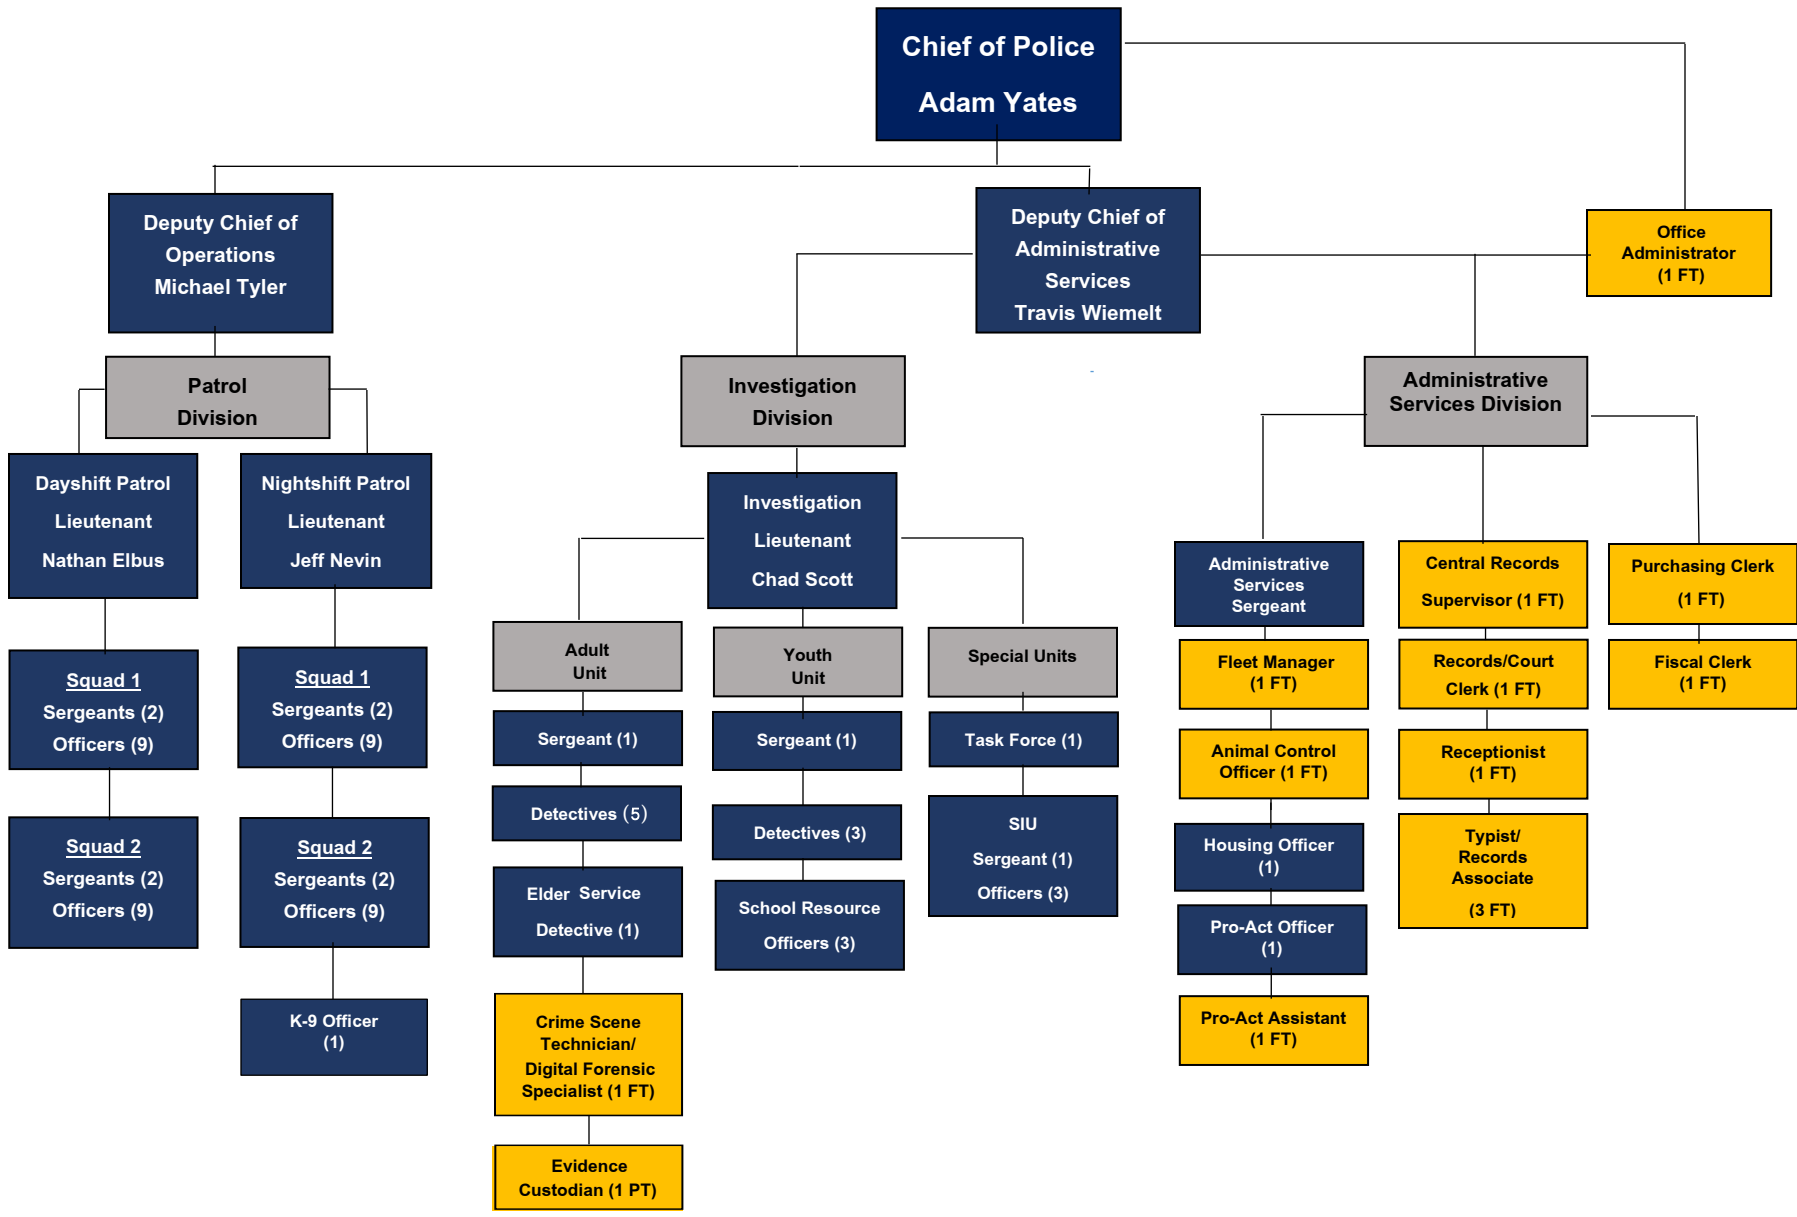 Chief of Police
Adam Yates
Deputy Chief of
Operations
Michael Tyler
Deputy Chief of
Administrative
Services
Travis Wiemelt
Office
Administrator
(1 FT)
Patrol
Division
Investigation
Division
Administrative
Services Division
Dayshift Patrol
Lieutenant
Nathan Elbus
Nightshift Patrol
Lieutenant
Jeff Nevin
Investigation
Lieutenant
Chad Scott
Squad 1
Sergeants (2)
Officers (9)
Squad 2
Sergeants (2)
Officers (9)
Squad 1
Sergeants (2)
Officers (9)
Squad 2
Sergeants (2)
Officers (9)
K-9 Officer
(1)
Adult
Unit
Sergeant (1)
Detectives (5)
Elder Service
Detective (1)
Crime Scene
Technician/
Digital Forensic
Specialist (1 FT)
Evidence
Custodian (1 PT)
Youth
Unit
Sergeant (1)
Detectives (3)
School Resource
Officers (3)
Special Units
Task Force (1)
SIU
Sergeant (1)
Officers (3)
Administrative
Services
Sergeant
Fleet Manager
(1 FT)
Animal Control
Officer (1 FT)
Housing Officer
(1)
Pro-Act Officer
(1)
Pro-Act Assistant
(1 FT)
Central Records
Supervisor (1 FT)
Records/Court
Clerk (1 FT)
Receptionist
(1 FT)
Typist/
Records
Associate
(3 FT)
Purchasing Clerk
(1 FT)
Fiscal Clerk
(1 FT)